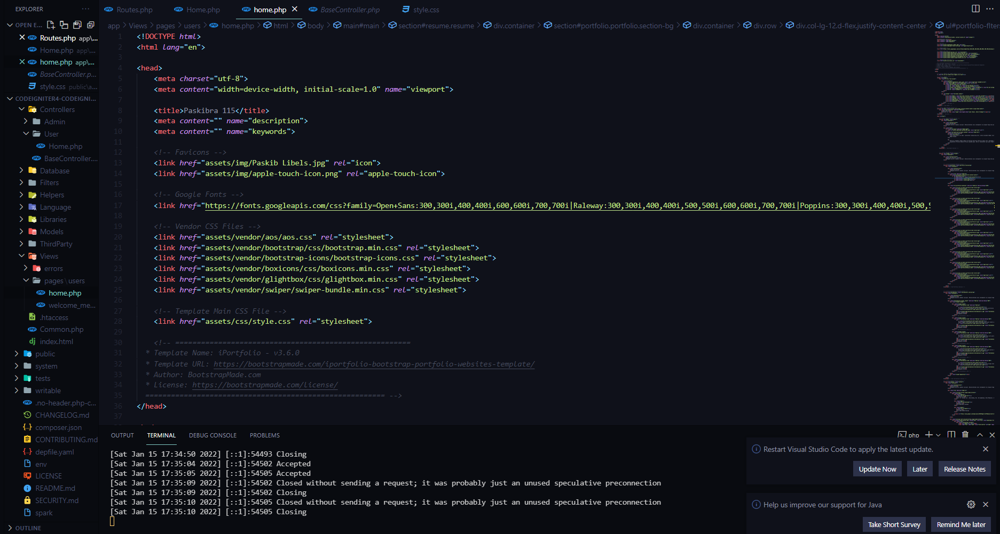 EXPLORER
Routes.php
Home.php
home.php
BaseController.php
style.css
OPEN E...
app > Views > pages > users > home.php > html > body > main#main > section#resume.resume > div.container > section#portfolio.portfolio.section-bg > div.container > div.row > div.col-lg-12.d-flex.justify-content-center > ul#portfolio-flters
Routes.php app\...
Home.php app\...
home.php app\...
BaseController.p...
style.css public\a...
CODEIGNITER4-CODEIGNI...
Controllers
Admin
User
Home.php
BaseController....
Database
Filters
Helpers
Language
Libraries
Models
ThirdParty
Views
errors
pages \ users
home.php
welcome_me...
.htaccess
Common.php
index.html
public
system
tests
writable
.no-header.php-c...
CHANGELOG.md
composer.json
CONTRIBUTING.md
depfile.yaml
env
LICENSE
README.md
SECURITY.md
spark
OUTLINE
1 <!DOCTYPE html>
2 <html lang="en">
3
4 <head>
5 <meta charset="utf-8">
6 <meta content="width=device-width, initial-scale=1.0" name="viewport">
7
8 <title>Paskibra 115</title>
9 <meta content="" name="description">
10 <meta content="" name="keywords">
11
12 <!-- Favicons -->
13 <link href="assets/img/Paskib Libels.jpg" rel="icon">
14 <link href="assets/img/apple-touch-icon.png" rel="apple-touch-icon">
15
16 <!-- Google Fonts -->
17 <link href="https://fonts.googleapis.com/css?family=Open+Sans:300,300i,400,400i,600,600i,700,700i|Raleway:300,300i,400,400i,500,500i,600,600i,700,700i|Poppins:300,300i,400,400i,500,5
18
19 <!-- Vendor CSS Files -->
20 <link href="assets/vendor/aos/aos.css" rel="stylesheet">
21 <link href="assets/vendor/bootstrap/css/bootstrap.min.css" rel="stylesheet">
22 <link href="assets/vendor/bootstrap-icons/bootstrap-icons.css" rel="stylesheet">
23 <link href="assets/vendor/boxicons/css/boxicons.min.css" rel="stylesheet">
24 <link href="assets/vendor/glightbox/css/glightbox.min.css" rel="stylesheet">
25 <link href="assets/vendor/swiper/swiper-bundle.min.css" rel="stylesheet">
26
27 <!-- Template Main CSS File -->
28 <link href="assets/css/style.css" rel="stylesheet">
29
30 <!-- =======================================================
31 * Template Name: iPortfolio - v3.6.0
32 * Template URL: https://bootstrapmade.com/iportfolio-bootstrap-portfolio-websites-template/
33 * Author: BootstrapMade.com
34 * License: https://bootstrapmade.com/license/
35 ======================================================== -->
36 </head>
37
OUTPUT
TERMINAL
DEBUG CONSOLE
PROBLEMS
php
[Sat Jan 15 17:34:50 2022] [::1]:54493 Closing
[Sat Jan 15 17:35:04 2022] [::1]:54502 Accepted
[Sat Jan 15 17:35:05 2022] [::1]:54505 Accepted
[Sat Jan 15 17:35:09 2022] [::1]:54502 Closed without sending a request; it was probably just an unused speculative preconnection
[Sat Jan 15 17:35:09 2022] [::1]:54502 Closing
[Sat Jan 15 17:35:10 2022] [::1]:54505 Closed without sending a request; it was probably just an unused speculative preconnection
[Sat Jan 15 17:35:10 2022] [::1]:54505 Closing
Restart Visual Studio Code to apply the latest update.
Update Now
Later
Release Notes
Help us improve our support for Java
Take Short Survey
Remind Me later